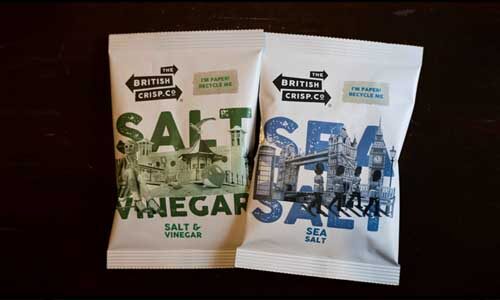 THE
BRITISH
CRISP.CO
I'M PAPER!
RECYCLE ME
SALT
VINEGAR
SALT &
VINEGAR
THE
BRITISH
CRISP.CO
I'M PAPER!
RECYCLE ME
SEA
SALT
SEA
SALT